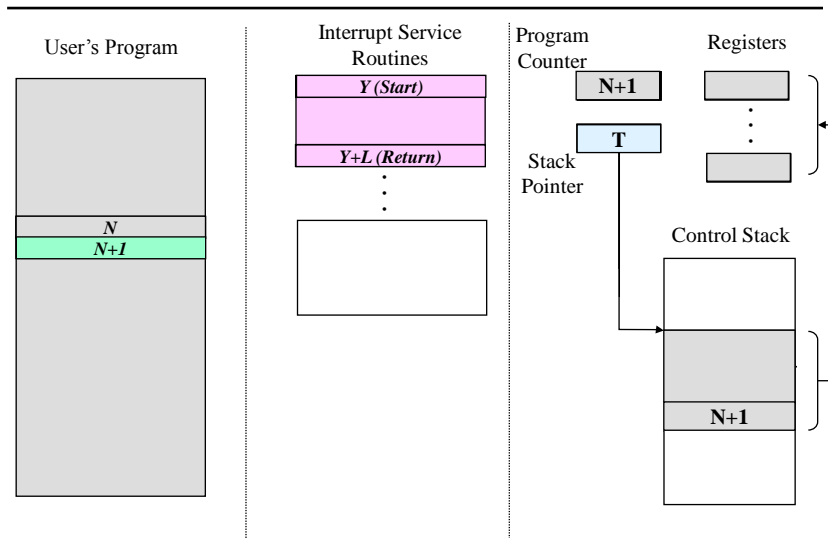 User's Program
N
N+1
Interrupt Service
Routines
Y (Start)
Y+L (Return)
Program
Counter
N+1
T
Stack
Pointer
Registers
Control Stack
N+1